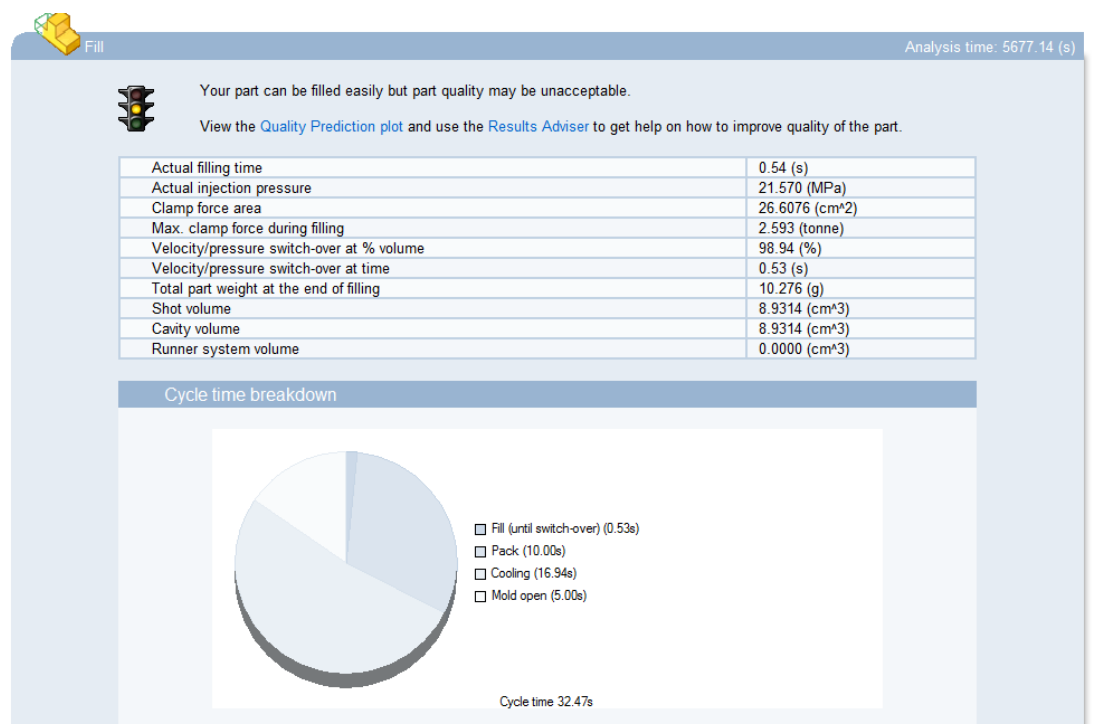 Fill Analysis time: 5677.14 (s)
Your part can be filled easily but part quality may be unacceptable.
View the Quality Prediction plot and use the Results Adviser to get help on how to improve quality of the part.
Actual filling time 0.54 (s)
Actual injection pressure 21.570 (MPa)
Clamp force area 26.6076 (cm^2)
Max. clamp force during filling 2.593 (tonne)
Velocity/pressure switch-over at % volume 98.94 (%)
Velocity/pressure switch-over at time 0.53 (s)
Total part weight at the end of filling 10.276 (g)
Shot volume 8.9314 (cm^3)
Cavity volume 8.9314 (cm^3)
Runner system volume 0.0000 (cm^3)
Cycle time breakdown
Fill (until switch-over) (0.53s)
Pack (10.00s)
Cooling (16.94s)
Mold open (5.00s)
Cycle time 32.47s